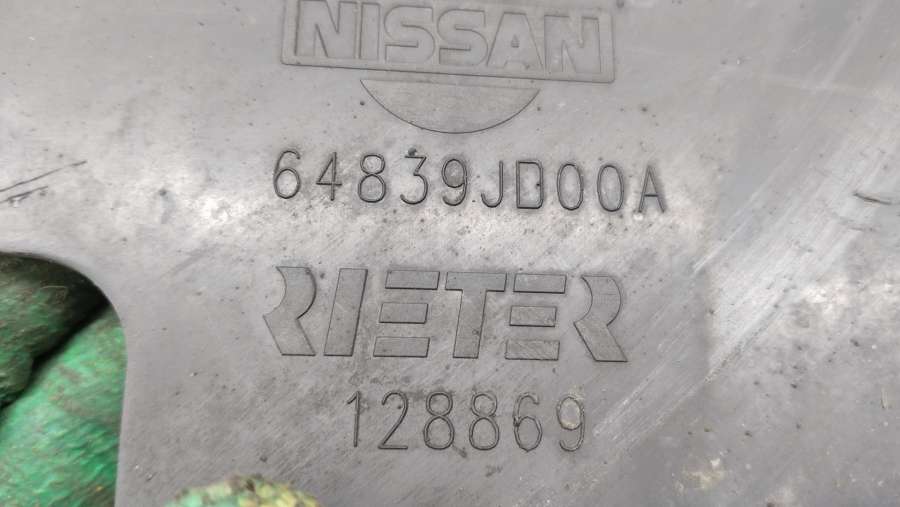 NISSAN
64839JD00A
RIETER
128869